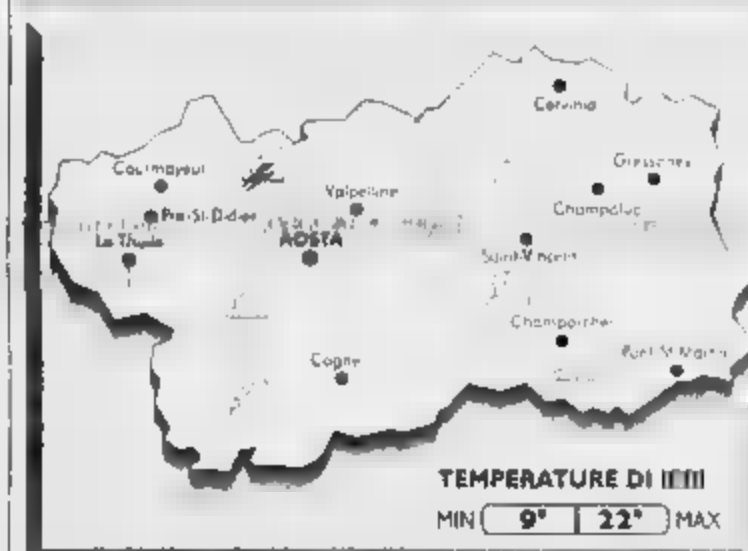 Cervinia
Courmayeur
Gressoney
Valpelline
Champoluc
Pré-St-Didier
La Thuile
AOSTA
Saint-Vincent
Champorcher
Cogne
Pont-St-Martin
TEMPERATURE DI
MIN 9° 22° MAX